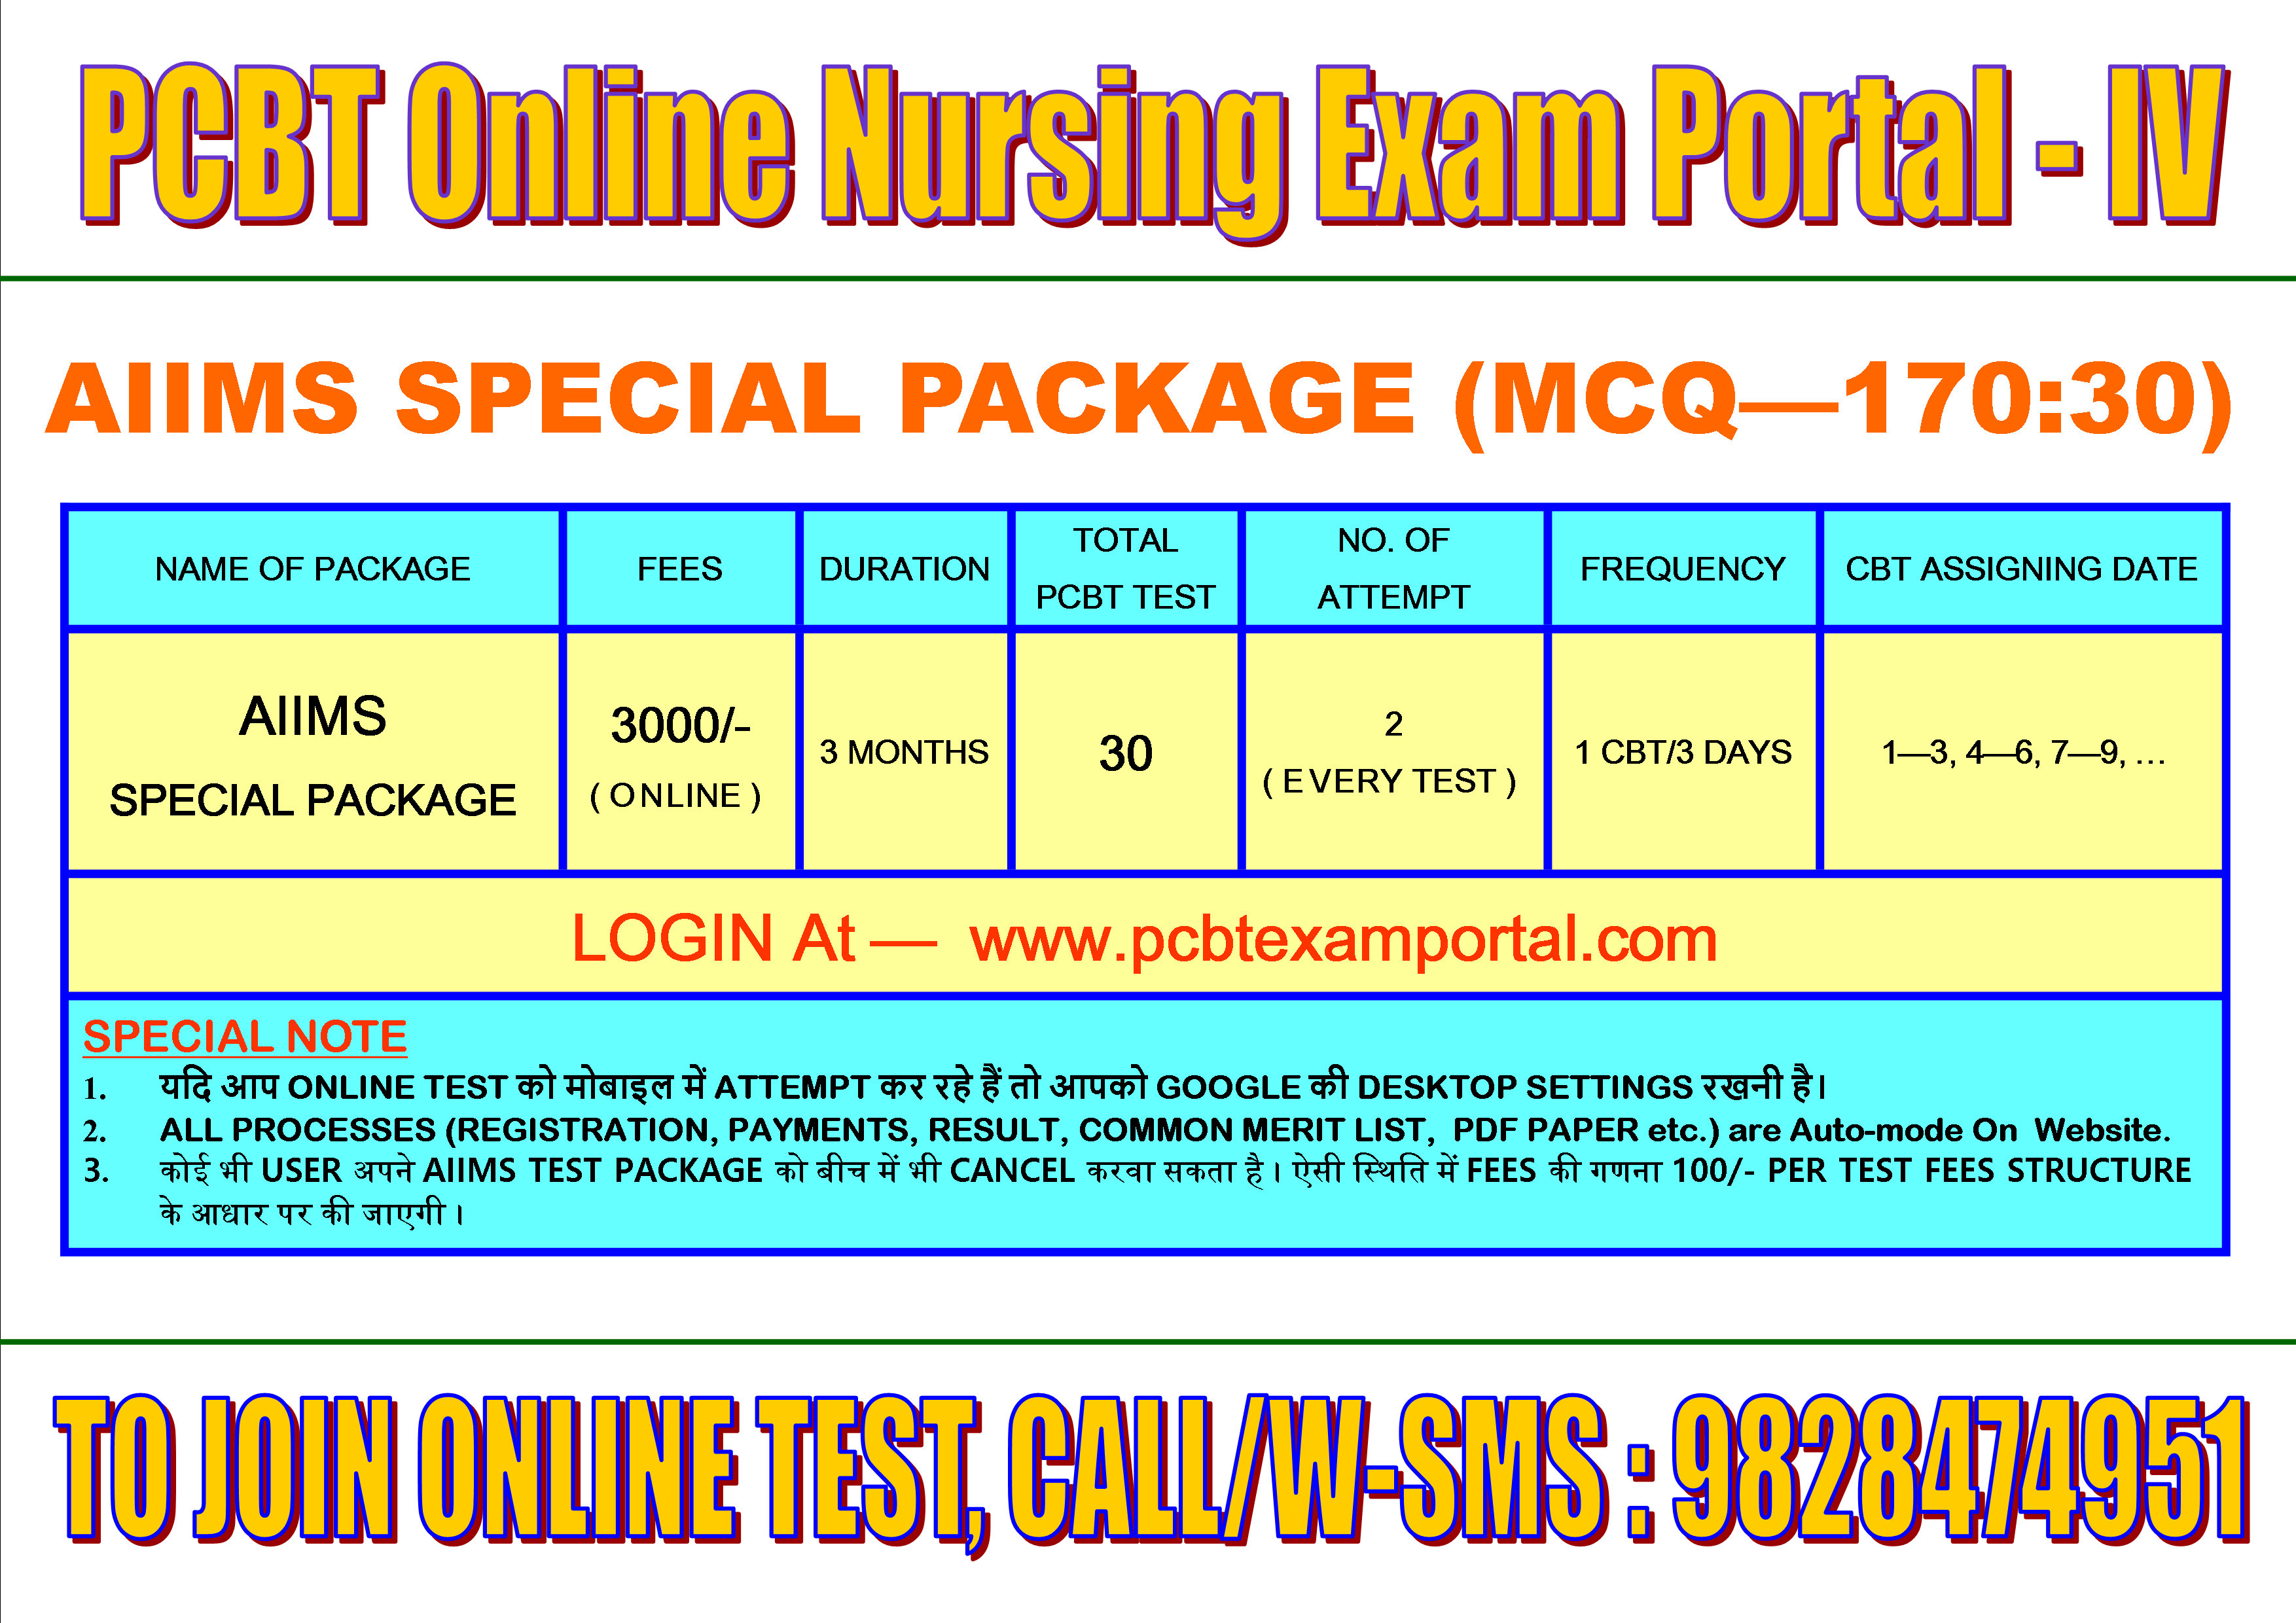 PCBT Online Nursing Exam Portal - IV
AIIMS SPECIAL PACKAGE (MCQ—170:30)
NAME OF PACKAGE
FEES
DURATION
TOTAL
PCBT TEST
NO. OF
ATTEMPT
FREQUENCY
CBT ASSIGNING DATE
AIIMS
SPECIAL PACKAGE
3000/-
( ONLINE )
3 MONTHS
30
2
( EVERY TEST )
1 CBT/3 DAYS
1—3, 4—6, 7—9, ...
LOGIN At — www.pcbtexamportal.com
SPECIAL NOTE
1. यदि आप ONLINE TEST को मोबाइल में ATTEMPT कर रहे हैं तो आपको GOOGLE की DESKTOP SETTINGS रखनी है।
2. ALL PROCESSES (REGISTRATION, PAYMENTS, RESULT, COMMON MERIT LIST, PDF PAPER etc.) are Auto-mode On Website.
3. कोई भी USER अपने AIIMS TEST PACKAGE को बीच में भी CANCEL करवा सकता है। ऐसी स्थिति में FEES की गणना 100/- PER TEST FEES STRUCTURE
के आधार पर की जाएगी।
TO JOIN ONLINE TEST, CALL/W-SMS : 9828474951